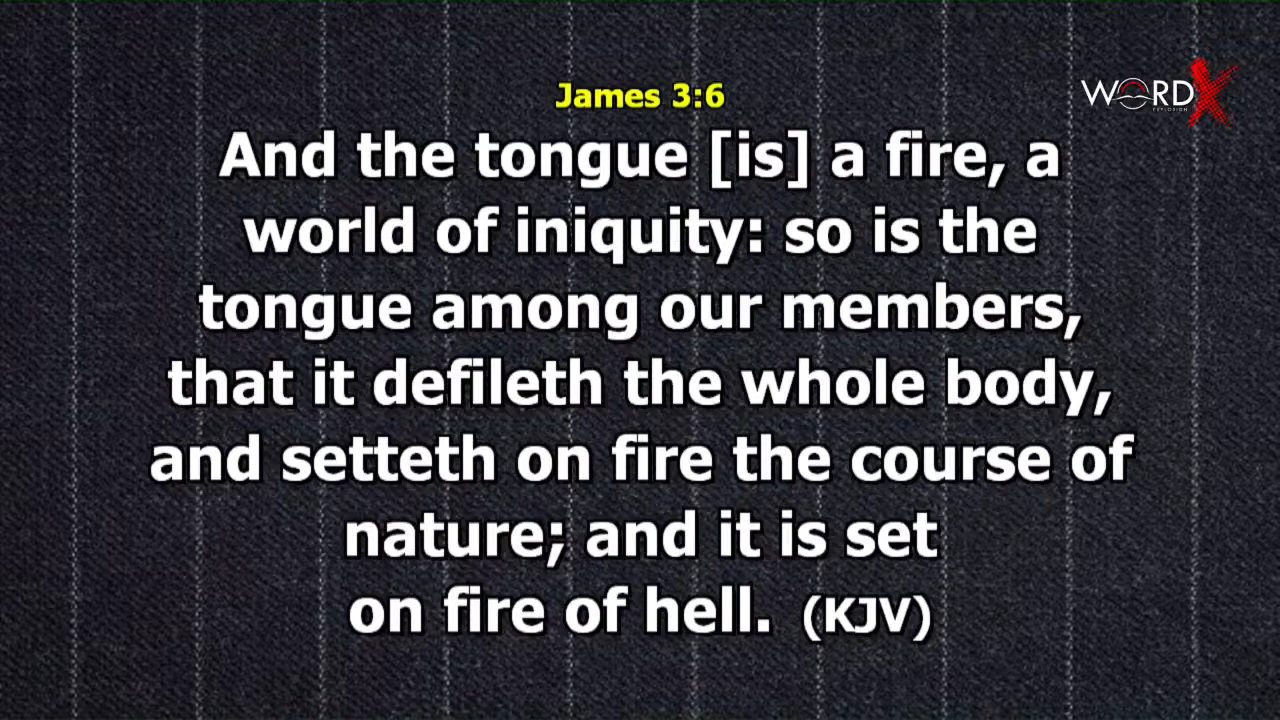 James 3:6
WORDX
EXPLOSION
And the tongue [is] a fire, a
world of iniquity: so is the
tongue among our members,
that it defileth the whole body,
and setteth on fire the course of
nature; and it is set
on fire of hell. (KJV)